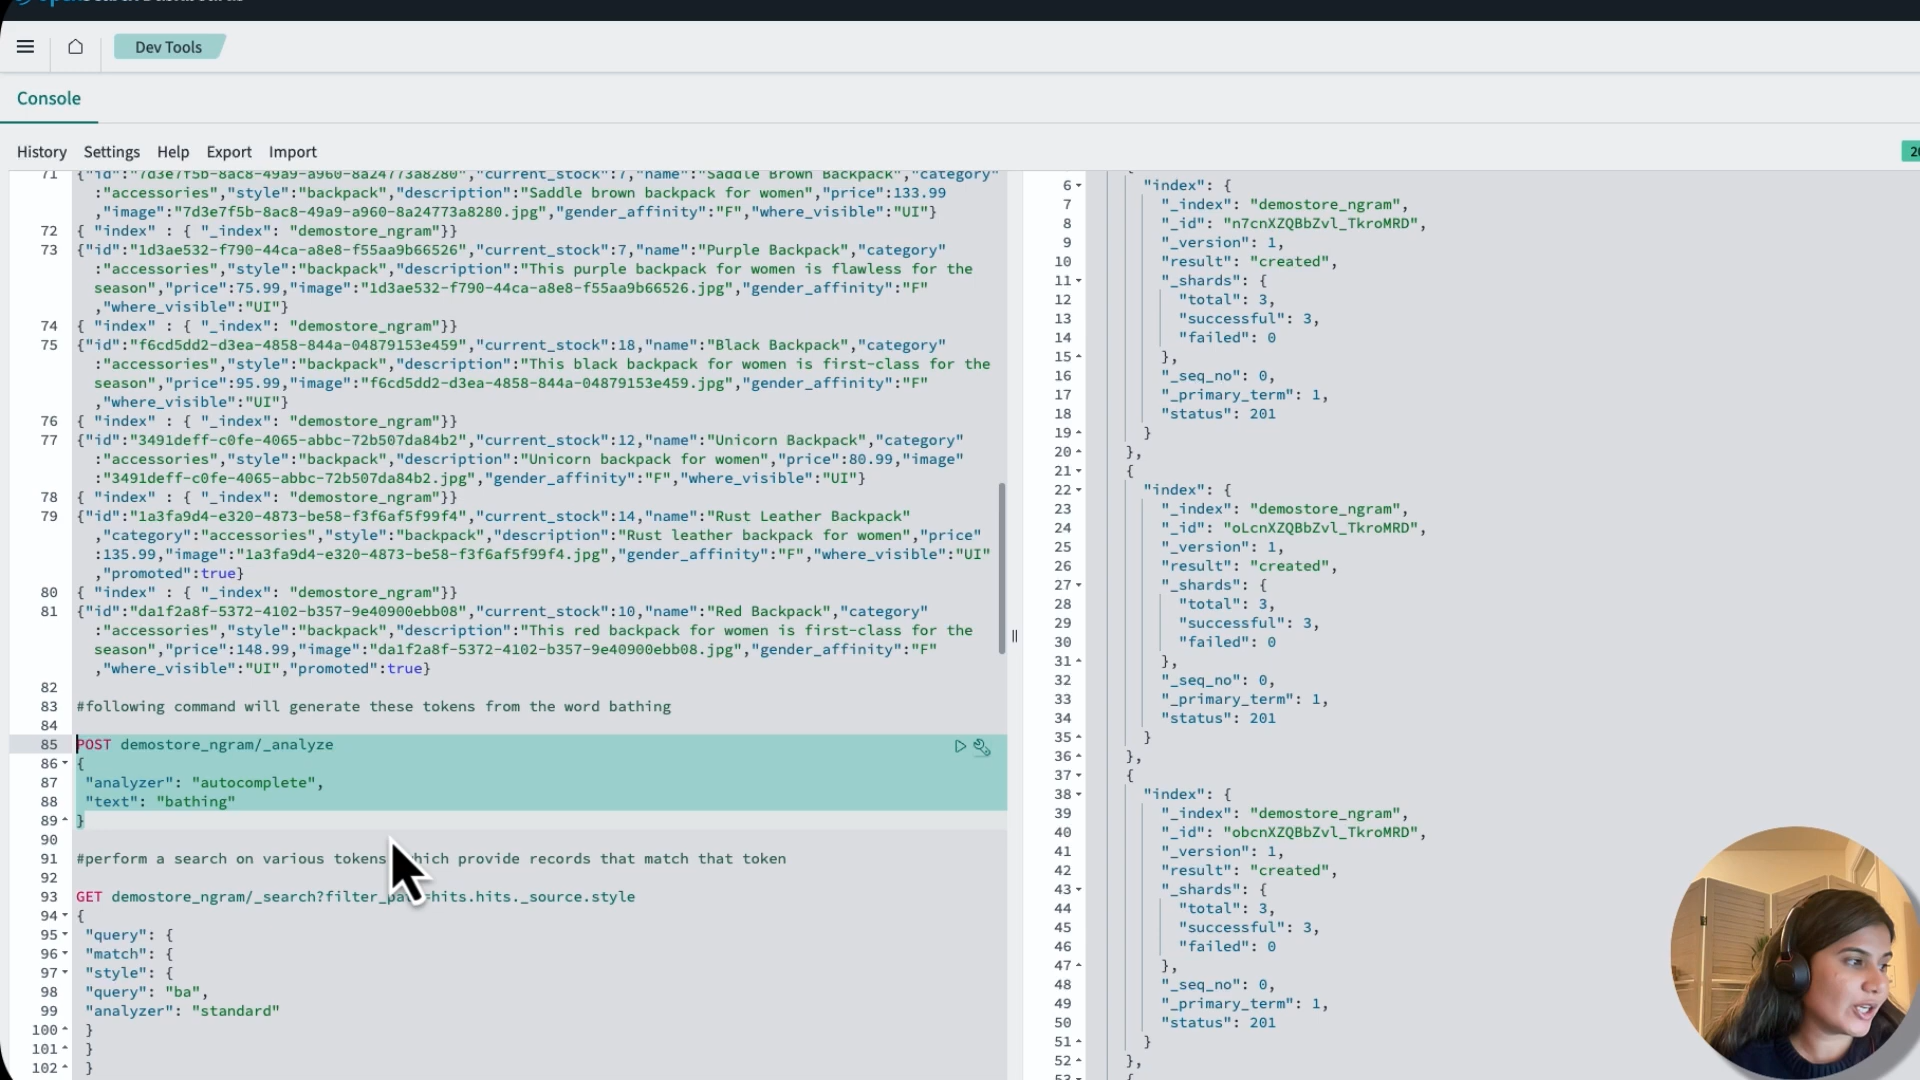 Dev Tools
Console
History Settings Help Export Import
71 {"id":"7d3e7f5b-8ac8-49a9-a960-8a24773a8280","current_stock":7,"name":"Saddle Brown Backpack","category"
:"accessories","style":"backpack","description":"Saddle brown backpack for women","price":133.99
,"image":"7d3e7f5b-8ac8-49a9-a960-8a24773a8280.jpg","gender_affinity":"F","where_visible":"UI"}
72 { "index" : { "_index": "demostore_ngram"}}
73 {"id":"1d3ae532-f790-44ca-a8e8-f55aa9b66526","current_stock":7,"name":"Purple Backpack","category"
:"accessories","style":"backpack","description":"This purple backpack for women is flawless for the
season","price":75.99,"image":"1d3ae532-f790-44ca-a8e8-f55aa9b66526.jpg","gender_affinity":"F"
,"where_visible":"UI"}
74 { "index" : { "_index": "demostore_ngram"}}
75 {"id":"f6cd5dd2-d3ea-4858-844a-04879153e459","current_stock":18,"name":"Black Backpack","category"
:"accessories","style":"backpack","description":"This black backpack for women is first-class for the
season","price":95.99,"image":"f6cd5dd2-d3ea-4858-844a-04879153e459.jpg","gender_affinity":"F"
,"where_visible":"UI"}
76 { "index" : { "_index": "demostore_ngram"}}
77 {"id":"3491deff-c0fe-4065-abbc-72b507da84b2","current_stock":12,"name":"Unicorn Backpack","category"
:"accessories","style":"backpack","description":"Unicorn backpack for women","price":80.99,"image"
:"3491deff-c0fe-4065-abbc-72b507da84b2.jpg","gender_affinity":"F","where_visible":"UI"}
78 { "index" : { "_index": "demostore_ngram"}}
79 {"id":"1a3fa9d4-e320-4873-be58-f3f6af5f99f4","current_stock":14,"name":"Rust Leather Backpack"
,"category":"accessories","style":"backpack","description":"Rust leather backpack for women","price"
:135.99,"image":"1a3fa9d4-e320-4873-be58-f3f6af5f99f4.jpg","gender_affinity":"F","where_visible":"UI"
,"promoted":true}
80 { "index" : { "_index": "demostore_ngram"}}
81 {"id":"da1f2a8f-5372-4102-b357-9e40900ebb08","current_stock":10,"name":"Red Backpack","category"
:"accessories","style":"backpack","description":"This red backpack for women is first-class for the
season","price":148.99,"image":"da1f2a8f-5372-4102-b357-9e40900ebb08.jpg","gender_affinity":"F"
,"where_visible":"UI","promoted":true}
82
83 #following command will generate these tokens from the word bathing
84
85 POST demostore_ngram/_analyze
86 {
87 "analyzer": "autocomplete",
88 "text": "bathing"
89 }
90
91 #perform a search on various tokens which provide records that match that token
92
93 GET demostore_ngram/_search?filter_path=hits.hits._source.style
94 {
95 "query": {
96 "match": {
97 "style": {
98 "query": "ba",
99 "analyzer": "standard"
100 }
101 }
102 }
6 "index": {
7 "_index": "demostore_ngram",
8 "_id": "n7cnXZQBbZvl_TkroMRD",
9 "_version": 1,
10 "result": "created",
11 "_shards": {
12 "total": 3,
13 "successful": 3,
14 "failed": 0
15 },
16 "_seq_no": 0,
17 "_primary_term": 1,
18 "status": 201
19 }
20 },
21 {
22 "index": {
23 "_index": "demostore_ngram",
24 "_id": "oLcnXZQBbZvl_TkroMRD",
25 "_version": 1,
26 "result": "created",
27 "_shards": {
28 "total": 3,
29 "successful": 3,
30 "failed": 0
31 },
32 "_seq_no": 0,
33 "_primary_term": 1,
34 "status": 201
35 }
36 },
37 {
38 "index": {
39 "_index": "demostore_ngram",
40 "_id": "obcnXZQBbZvl_TkroMRD",
41 "_version": 1,
42 "result": "created",
43 "_shards": {
44 "total": 3,
45 "successful": 3,
46 "failed": 0
47 },
48 "_seq_no": 0,
49 "_primary_term": 1,
50 "status": 201
51 }
52 },
53 {